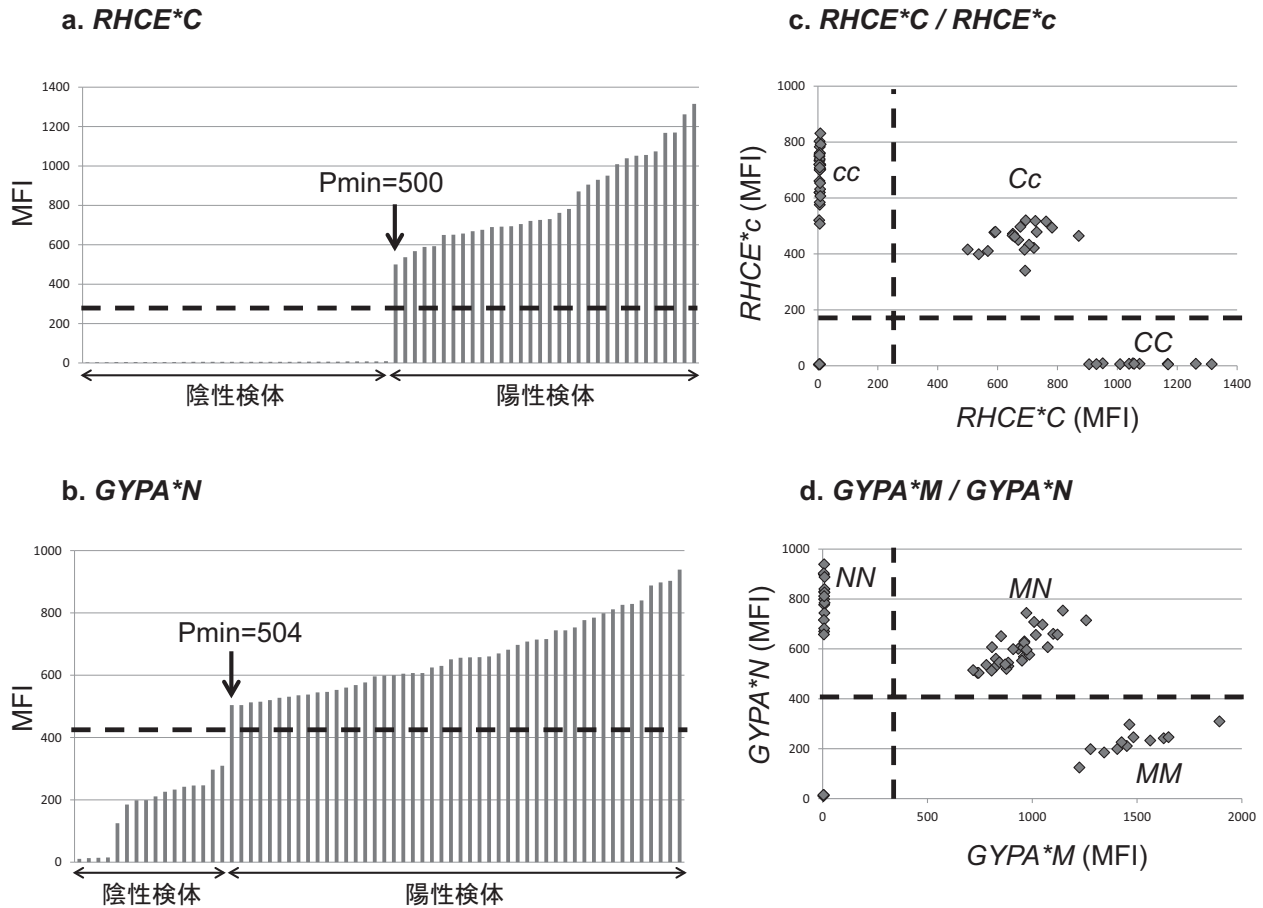 a. RHCE*C
MFI
1400
1200
1000
800
600
400
200
0
Pmin=500
陰性検体
陽性検体
c. RHCE*C / RHCE*c
RHCE*c (MFI)
1000
800
600
400
200
0
cc
Cc
CC
0 200 400 600 800 1000 1200 1400
RHCE*C (MFI)
b. GYPA*N
MFI
1000
800
600
400
200
0
Pmin=504
陰性検体
陽性検体
d. GYPA*M / GYPA*N
GYPA*N (MFI)
1000
800
600
400
200
0
NN
MN
MM
0 500 1000 1500 2000
GYPA*M (MFI)